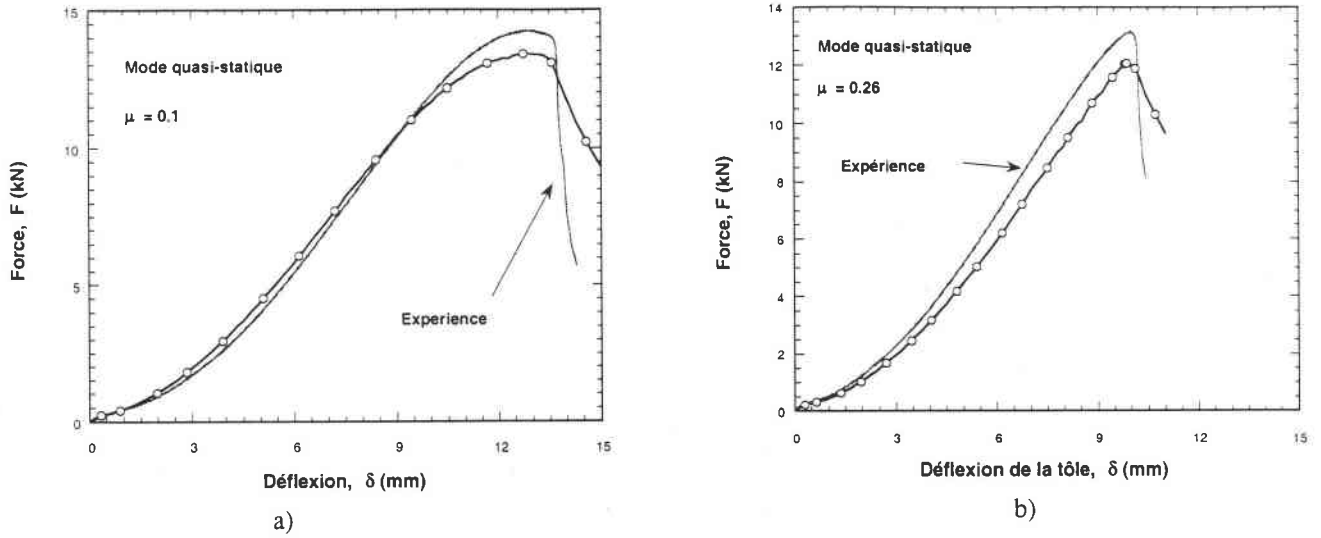 15
10
5
0
Force, F (kN)
Mode quasi-statique
μ = 0.1
Experience
0
3
6
9
12
15
Déflexion, δ (mm)
a)
14
12
10
8
6
4
2
0
Force, F (kN)
Mode quasi-statique
μ = 0.26
Expérience
0
3
6
9
12
15
Déflexion de la tôle, δ (mm)
b)